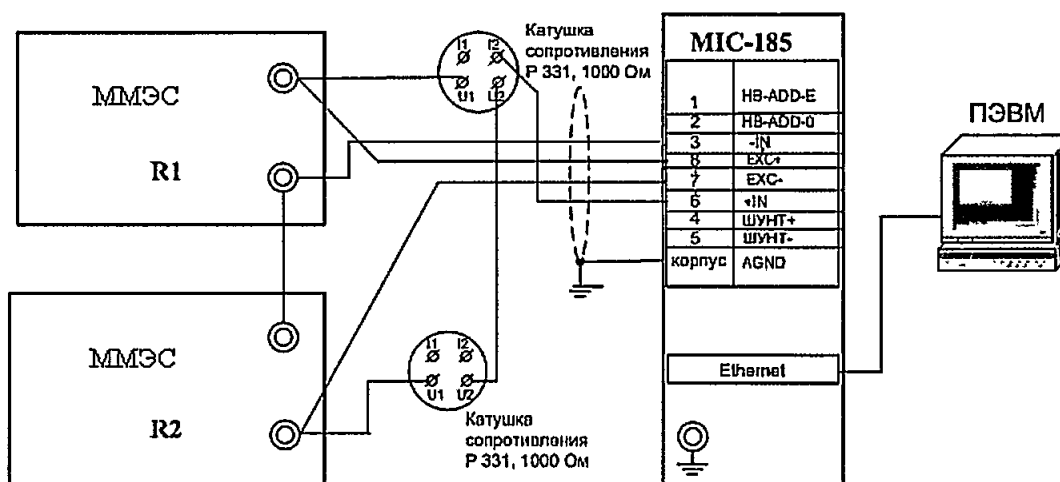 ММЭС
R1
I1
I2
U1
U2
Катушка
сопротивления
Р 331, 1000 Ом
MIC-185
1 HB-ADD-E
2 HB-ADD-0
3 -IN
8 EXC+
7 EXC-
6 +IN
4 ШУНТ+
5 ШУНТ-
корпус AGND
Ethernet
ПЭВМ
ММЭС
R2
I1
I2
U1
U2
Катушка
сопротивления
Р 331, 1000 Ом